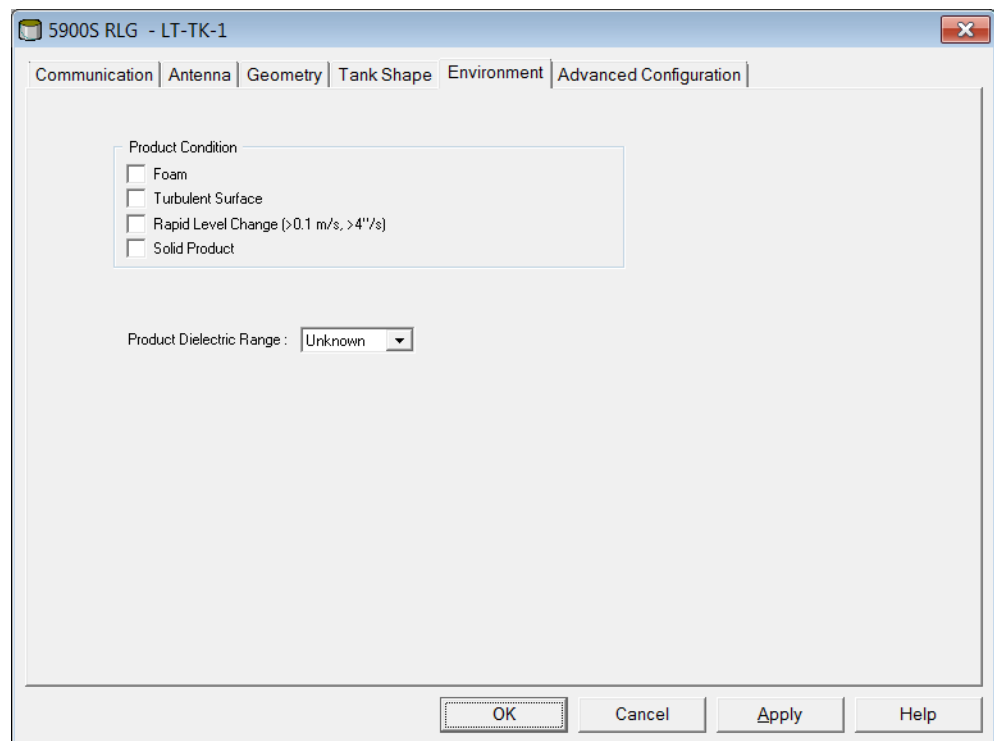 5900S RLG - LT-TK-1
Communication Antenna Geometry Tank Shape Environment Advanced Configuration
Product Condition
Foam
Turbulent Surface
Rapid Level Change (>0.1 m/s, >4"/s)
Solid Product
Product Dielectric Range : Unknown
OK Cancel Apply Help